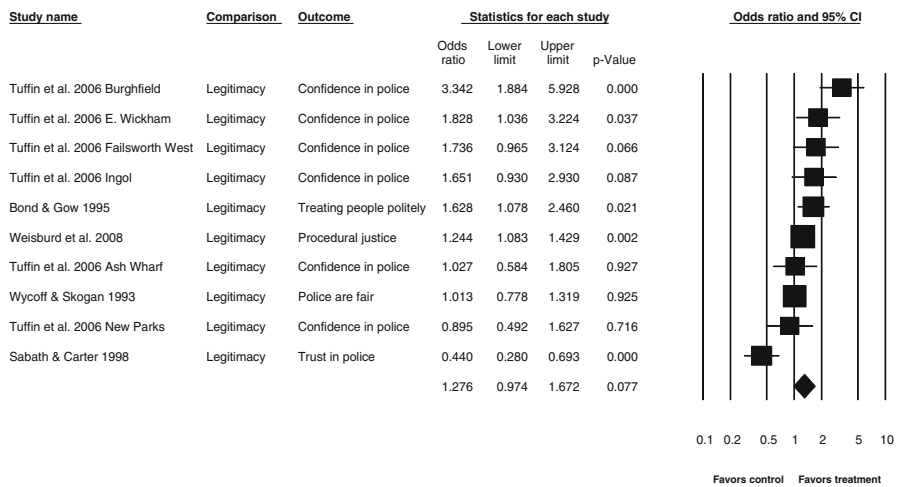 Study name Comparison Outcome Statistics for each study Odds ratio and 95% CI
Odds Lower Upper
ratio limit limit p-Value
Tuffin et al. 2006 Burghfield Legitimacy Confidence in police 3.342 1.884 5.928 0.000
Tuffin et al. 2006 E. Wickham Legitimacy Confidence in police 1.828 1.036 3.224 0.037
Tuffin et al. 2006 Failsworth West Legitimacy Confidence in police 1.736 0.965 3.124 0.066
Tuffin et al. 2006 Ingol Legitimacy Confidence in police 1.651 0.930 2.930 0.087
Bond & Gow 1995 Legitimacy Treating people politely 1.628 1.078 2.460 0.021
Weisburd et al. 2008 Legitimacy Procedural justice 1.244 1.083 1.429 0.002
Tuffin et al. 2006 Ash Wharf Legitimacy Confidence in police 1.027 0.584 1.805 0.927
Wycoff & Skogan 1993 Legitimacy Police are fair 1.013 0.778 1.319 0.925
Tuffin et al. 2006 New Parks Legitimacy Confidence in police 0.895 0.492 1.627 0.716
Sabath & Carter 1998 Legitimacy Trust in police 0.440 0.280 0.693 0.000
1.276 0.974 1.672 0.077
0.1 0.2 0.5 1 2 5 10
Favors control Favors treatment